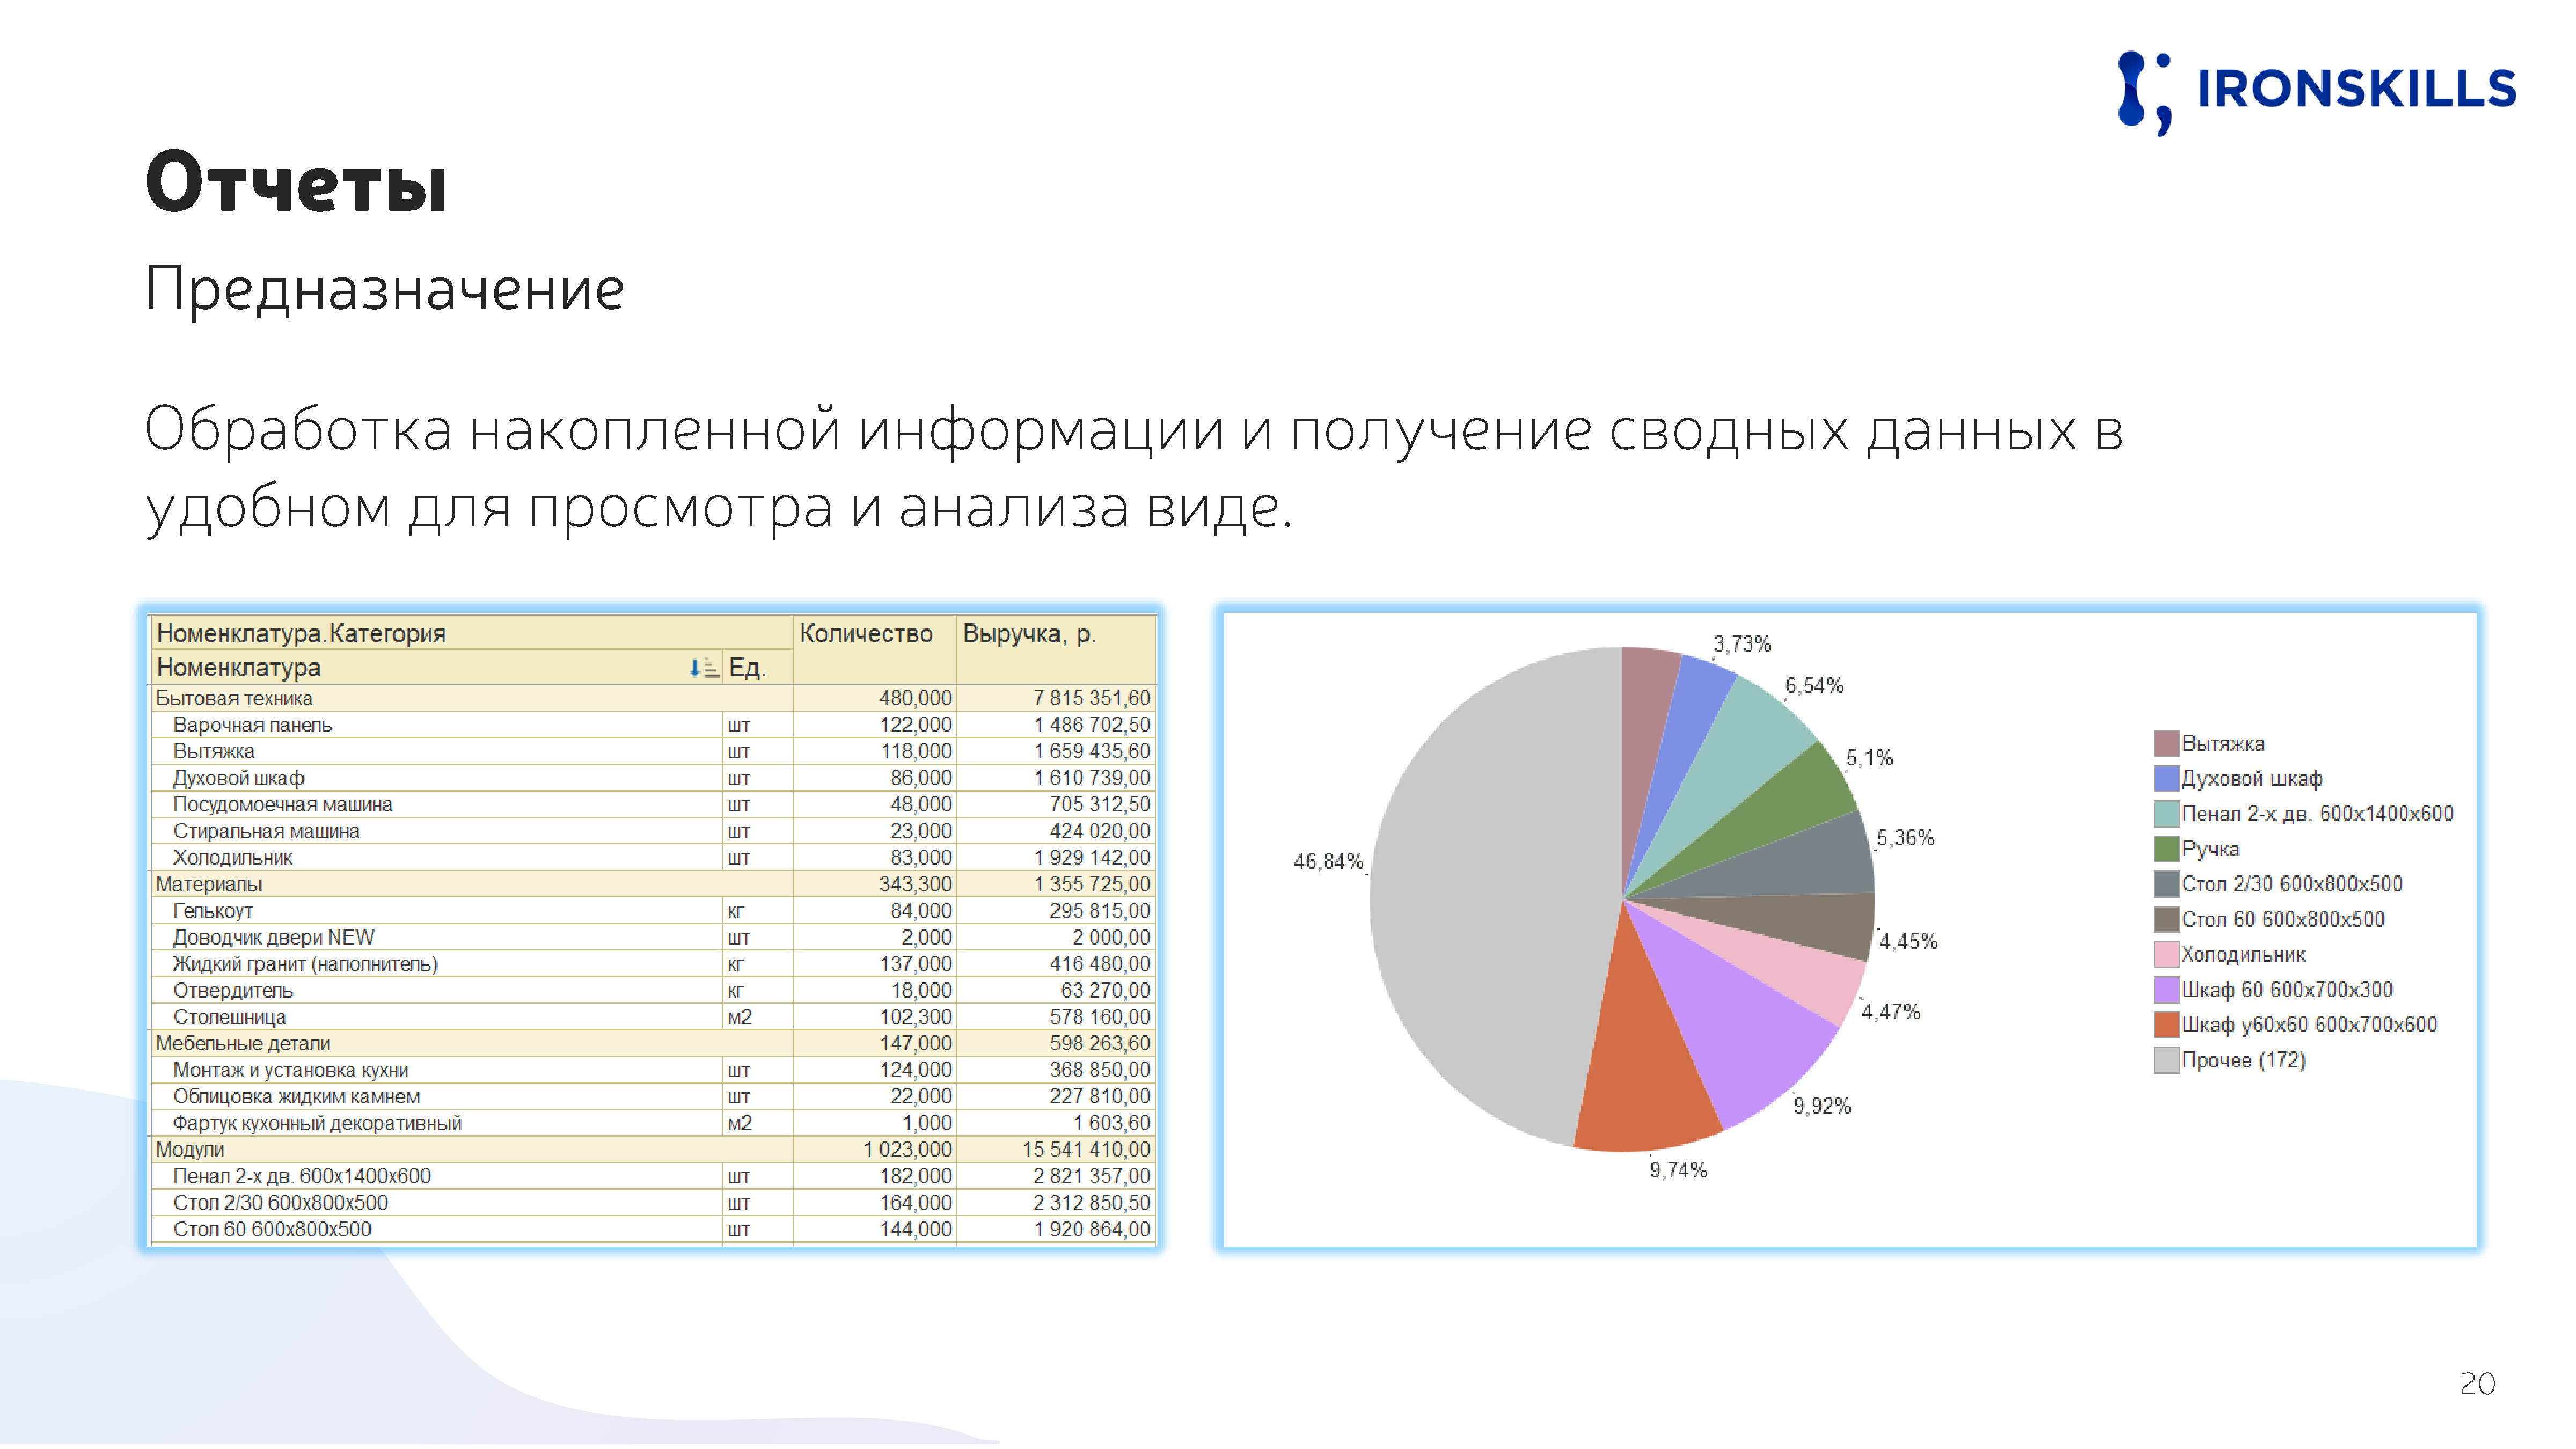 IRONSKILLS
Отчеты
Предназначение
Обработка накопленной информации и получение сводных данных в
удобном для просмотра и анализа виде.
Номенклатура.Категория Количество Выручка, р.
Номенклатура Ед.
Бытовая техника 480,000 7 815 351,60
Варочная панель шт 122,000 1 486 702,50
Вытяжка шт 118,000 1 659 435,60
Духовой шкаф шт 86,000 1 610 739,00
Посудомоечная машина шт 48,000 705 312,50
Стиральная машина шт 23,000 424 020,00
Холодильник шт 83,000 1 929 142,00
Материалы 343,300 1 355 725,00
Гелькоут кг 84,000 295 815,00
Доводчик двери NEW шт 2,000 2 000,00
Жидкий гранит (наполнитель) кг 137,000 416 480,00
Отвердитель кг 18,000 63 270,00
Столешница м2 102,300 578 160,00
Мебельные детали 147,000 598 263,60
Монтаж и установка кухни шт 124,000 368 850,00
Облицовка жидким камнем шт 22,000 227 810,00
Фартук кухонный декоративный м2 1,000 1 603,60
Модули 1 023,000 15 541 410,00
Пенал 2-х дв. 600х1400х600 шт 182,000 2 821 357,00
Стол 2/30 600х800х500 шт 164,000 2 312 850,50
Стол 60 600х800х500 шт 144,000 1 920 864,00
3,73%
6,54%
5,1%
5,36%
46,84%
4,45%
4,47%
9,92%
9,74%
Вытяжка
Духовой шкаф
Пенал 2-х дв. 600х1400х600
Ручка
Стол 2/30 600х800х500
Стол 60 600х800х500
Холодильник
Шкаф 60 600х700х300
Шкаф у60х60 600х700х600
Прочее (172)
20